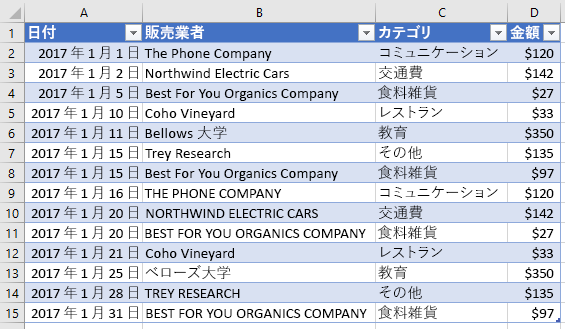 A B C D
1 日付 販売業者 カテゴリ 金額
2 2017 年 1 月 1 日 The Phone Company コミュニケーション $120
3 2017 年 1 月 2 日 Northwind Electric Cars 交通費 $142
4 2017 年 1 月 5 日 Best For You Organics Company 食料雑貨 $27
5 2017 年 1 月 10 日 Coho Vineyard レストラン $33
6 2017 年 1 月 11 日 Bellows 大学 教育 $350
7 2017 年 1 月 15 日 Trey Research その他 $135
8 2017 年 1 月 15 日 Best For You Organics Company 食料雑貨 $97
9 2017 年 1 月 16 日 THE PHONE COMPANY コミュニケーション $120
10 2017 年 1 月 20 日 NORTHWIND ELECTRIC CARS 交通費 $142
11 2017 年 1 月 20 日 BEST FOR YOU ORGANICS COMPANY 食料雑貨 $27
12 2017 年 1 月 21 日 Coho Vineyard レストラン $33
13 2017 年 1 月 25 日 ベローズ大学 教育 $350
14 2017 年 1 月 28 日 TREY RESEARCH その他 $135
15 2017 年 1 月 31 日 BEST FOR YOU ORGANICS COMPANY 食料雑貨 $97